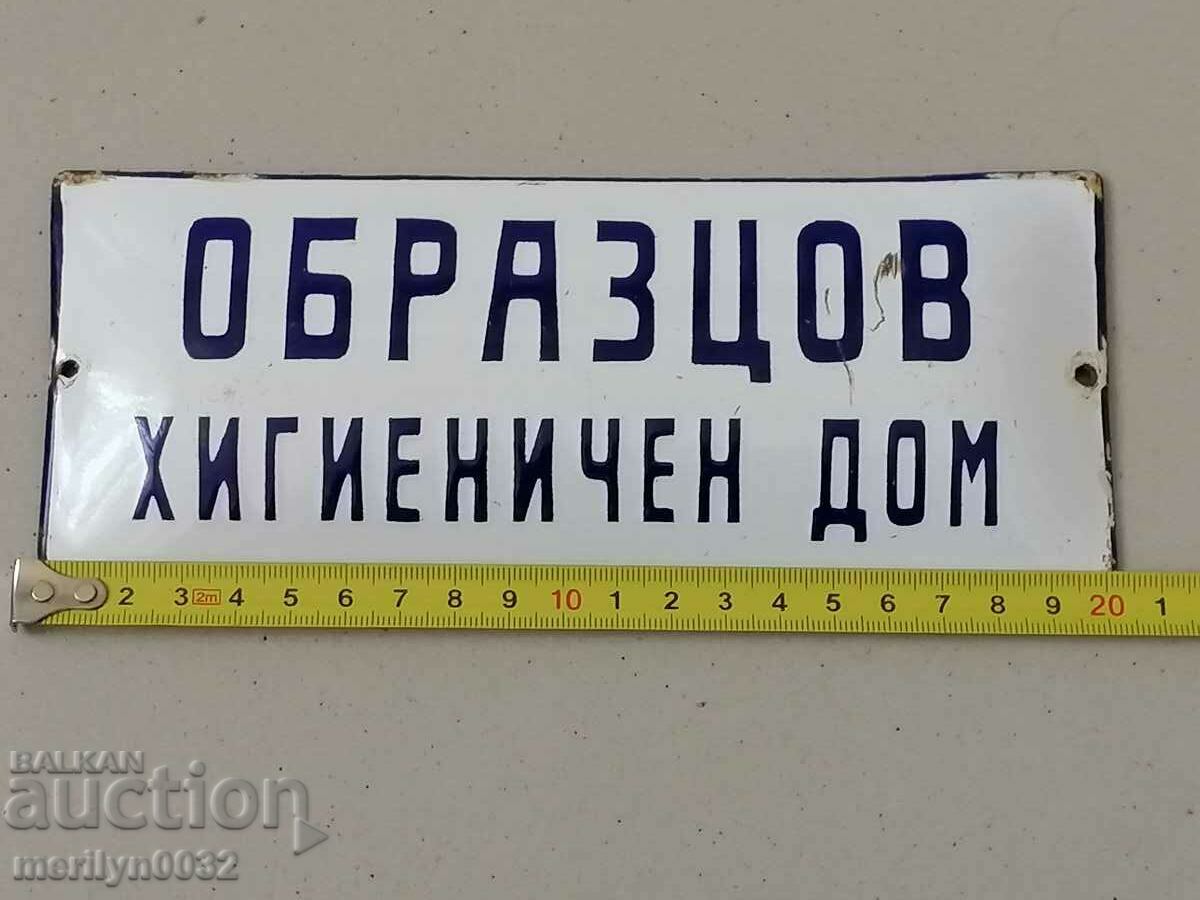 ОБРАЗЦОВ
ХИГИЕНИЧЕН ДОМ
2 3 2m 4 5 6 7 8 9 10 1 2 3 4 5 6 7 8 9 20 1
BALKAN
auction
merilyn0032